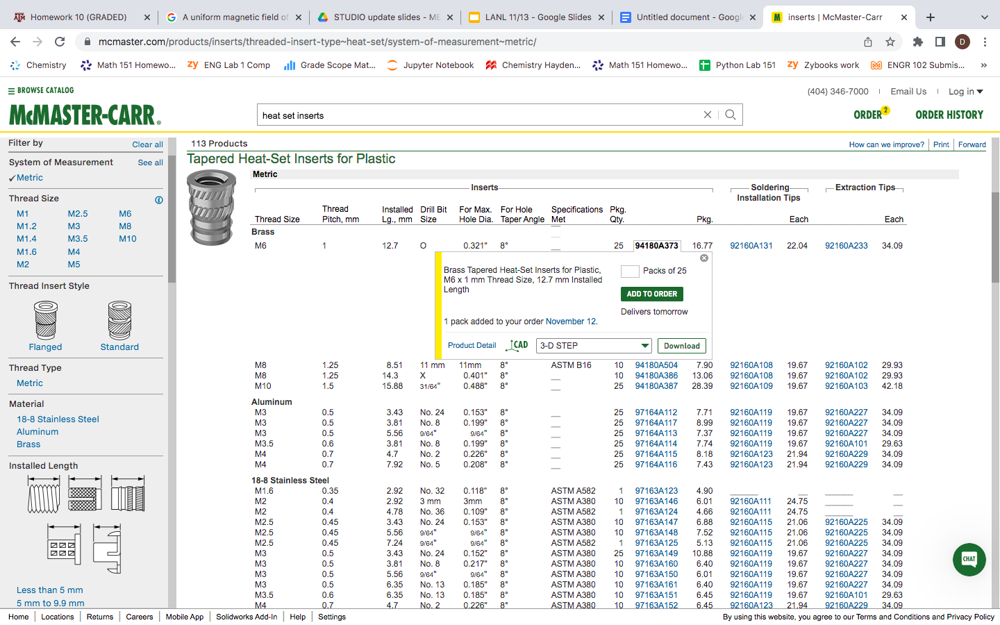 Homework 10 (GRADED)
A uniform magnetic field of
STUDIO update slides - ME
LANL 11/13 - Google Slides
Untitled document - Google
inserts | McMaster-Carr
mcmaster.com/products/inserts/threaded-insert-type~heat-set/system-of-measurement~metric/
D
Chemistry
Math 151 Homewo...
ENG Lab 1 Comp
Grade Scope Mat...
Jupyter Notebook
Chemistry Hayden...
Math 151 Homewo...
Python Lab 151
Zybooks work
ENGR 102 Submis...
BROWSE CATALOG
(404) 346-7000 Email Us Log in
McMASTER-CARR
heat set inserts
ORDER 2 ORDER HISTORY
Filter by Clear all
System of Measurement See all
Metric
Thread Size
M1 M2.5 M6
M1.2 M3 M8
M1.4 M3.5 M10
M1.6 M4
M2 M5
Thread Insert Style
Flanged Standard
Thread Type
Metric
Material
18-8 Stainless Steel
Aluminum
Brass
Installed Length
Less than 5 mm
5 mm to 9.9 mm
113 Products How can we improve? Print Forward
Tapered Heat-Set Inserts for Plastic
Metric
Inserts Soldering Installation Tips Extraction Tips
Thread Size Thread Pitch, mm Installed Lg., mm Drill Bit Size For Max. Hole Dia. For Hole Taper Angle Specifications Met Pkg. Qty. Pkg. Each Each
Brass
M6 1 12.7 O 0.321" 8° __ 25 94180A373 16.77 92160A131 22.04 92160A233 34.09
Brass Tapered Heat-Set Inserts for Plastic,
M6 x 1 mm Thread Size, 12.7 mm Installed
Length
Packs of 25
ADD TO ORDER
Delivers tomorrow
1 pack added to your order November 12.
Product Detail CAD 3-D STEP Download
M8 1.25 8.51 11 mm 11mm 8° ASTM B16 10 94180A504 7.90 92160A108 19.67 92160A102 29.93
M8 1.25 14.3 X 0.401" 8° __ 10 94180A386 13.06 92160A108 19.67 92160A102 29.93
M10 1.5 15.88 31/64" 0.488" 8° __ 25 94180A387 28.39 92160A109 19.67 92160A103 42.18
Aluminum
M3 0.5 3.43 No. 24 0.153" 8° __ 25 97164A112 7.71 92160A119 19.67 92160A227 34.09
M3 0.5 3.81 No. 8 0.199" 8° __ 25 97164A117 8.99 92160A119 19.67 92160A227 34.09
M3 0.5 5.56 9/64" 9/64" 8° __ 25 97164A113 7.37 92160A119 19.67 92160A227 34.09
M3.5 0.6 3.81 No. 8 0.199" 8° __ 25 97164A114 7.74 92160A119 19.67 92160A101 29.63
M4 0.7 4.7 No. 2 0.226" 8° __ 25 97164A115 8.18 92160A123 21.94 92160A229 34.09
M4 0.7 7.92 No. 5 0.208" 8° __ 25 97164A116 7.43 92160A123 21.94 92160A229 34.09
18-8 Stainless Steel
M1.6 0.35 2.92 No. 32 0.118" 8° ASTM A582 1 97163A123 4.90
M2 0.4 2.92 3 mm 3mm 8° ASTM A380 10 97163A146 6.01 92160A111 24.75
M2 0.4 4.78 No. 36 0.109" 8° ASTM A582 1 97163A124 4.66 92160A111 24.75
M2.5 0.45 3.43 No. 24 0.153" 8° ASTM A380 10 97163A147 6.88 92160A115 21.06 92160A225 34.09
M2.5 0.45 5.56 9/64" 9/64" 8° ASTM A380 10 97163A148 7.52 92160A115 21.06 92160A225 34.09
M2.5 0.45 7.24 9/64" 9/64" 8° ASTM A582 1 97163A125 5.13 92160A115 21.06 92160A225 34.09
M3 0.5 3.43 No. 24 0.152" 8° ASTM A380 25 97163A149 10.88 92160A119 19.67 92160A227 34.09
M3 0.5 3.81 No. 8 0.217" 8° ASTM A380 10 97163A160 6.40 92160A119 19.67 92160A227 34.09
M3 0.5 5.56 9/64" 9/64" 8° ASTM A380 10 97163A150 6.01 92160A119 19.67 92160A227 34.09
M3 0.5 6.35 No. 13 0.185" 8° ASTM A380 10 97163A161 6.40 92160A119 19.67 92160A227 34.09
M3.5 0.6 6.35 No. 13 0.185" 8° ASTM A380 10 97163A151 6.45 92160A119 19.67 92160A101 29.63
M4 0.7 4.7 No. 2 0.226" 8° ASTM A380 10 97163A152 6.45 92160A123 21.94 92160A229 34.09
CHAT
Home Locations Returns Careers Mobile App Solidworks Add-In Help Settings
By using this website, you agree to our Terms and Conditions and Privacy Policy